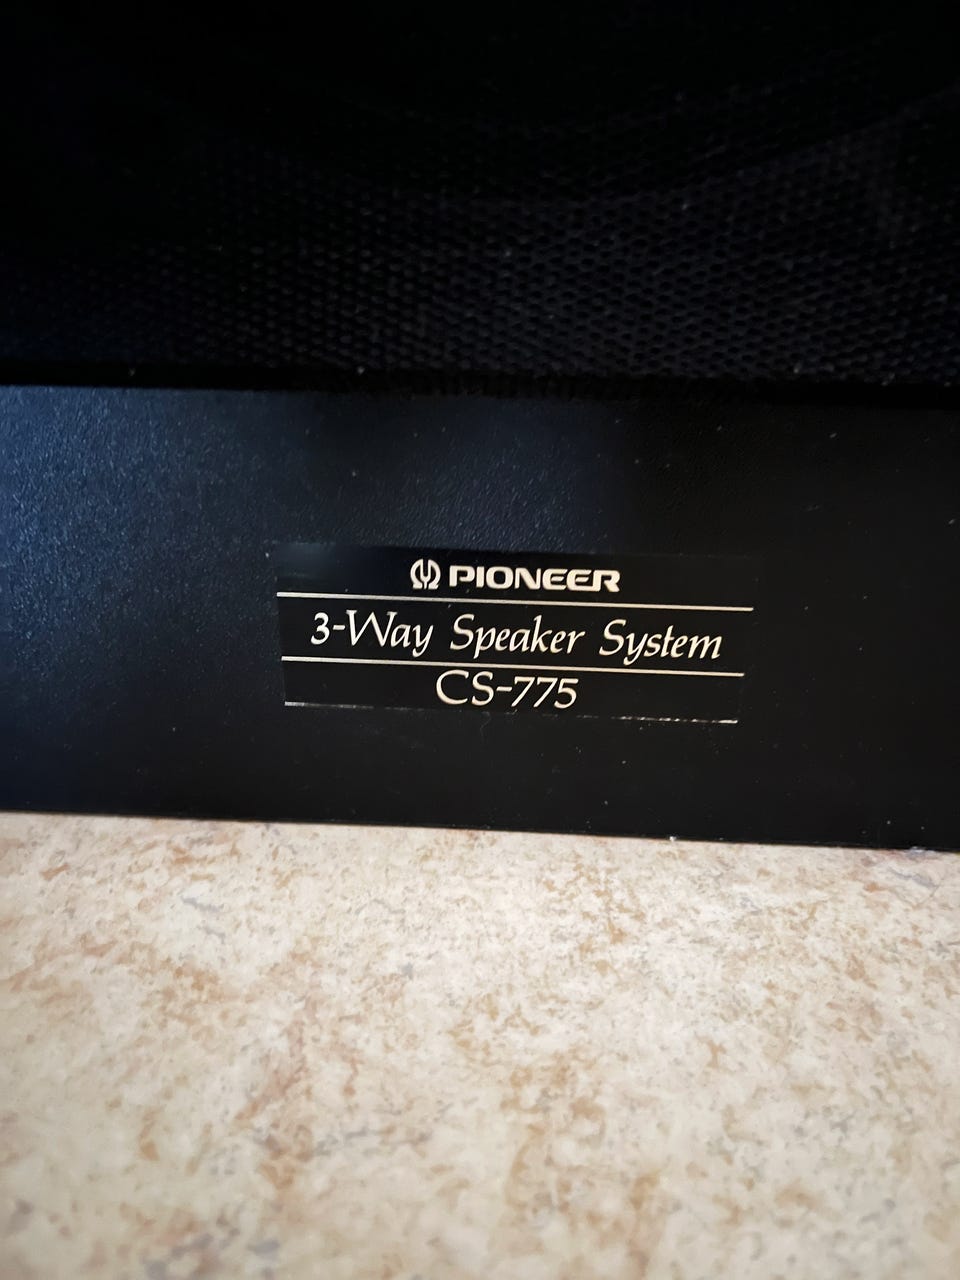 PIONEER
3-Way Speaker System
CS-775